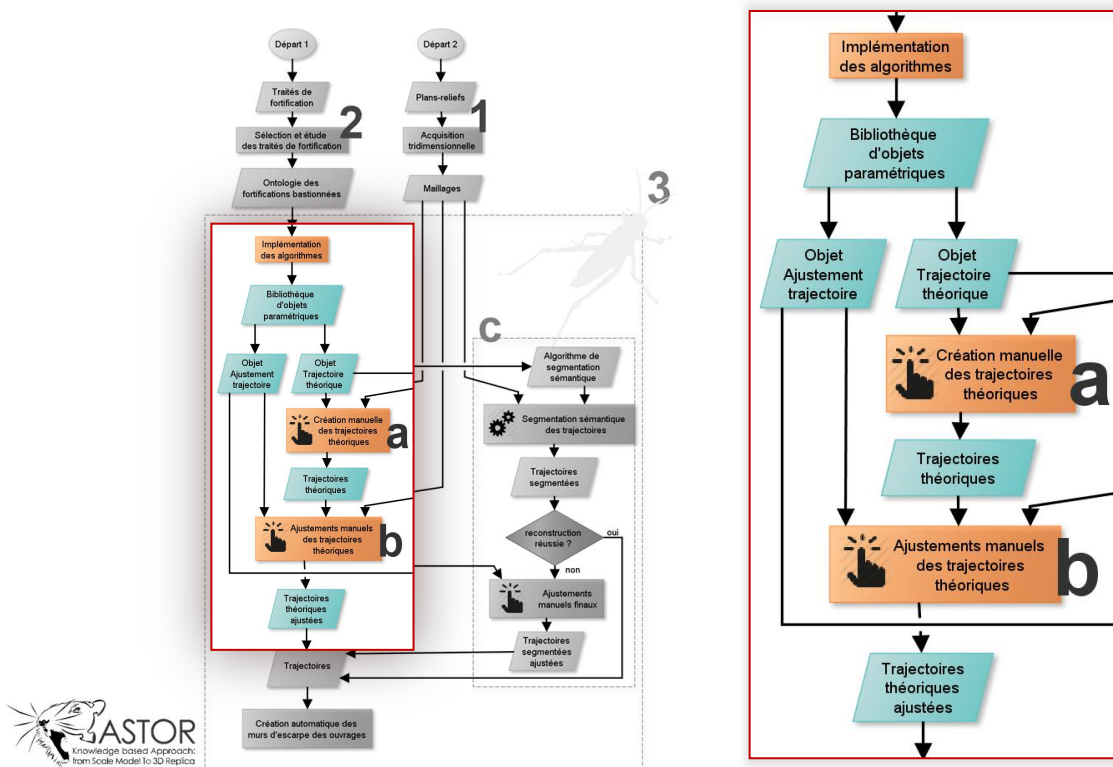 Départ 1
Départ 2
Traités de
fortification
Plans-reliefs
2
1
Sélection et étude
des traités de fortification
Acquisition
tridimensionnelle
Ontologie des
fortifications bastionnées
Maillages
3
Implémentation
des algorithmes
Bibliothèque
d'objets
paramétriques
c
Objet
Ajustement
trajectoire
Objet
Trajectoire
théorique
Algorithme de
segmentation
sémantique
Création manuelle
des trajectoires
théoriques
a
Segmentation sémantique
des trajectoires
Trajectoires
théoriques
Trajectoires
segmentées
Ajustements manuels
des trajectoires
théoriques
b
reconstruction
réussie ?
oui
non
Ajustements
manuels finaux
Trajectoires
théoriques
ajustées
Trajectoires
segmentées
ajustées
Trajectoires
Création automatique des
murs d'escarpe des ouvrages
ASTOR
Knowledge based Approach:
from Scale Model To 3D Replica
Implémentation
des algorithmes
Bibliothèque
d'objets
paramétriques
Objet
Ajustement
trajectoire
Objet
Trajectoire
théorique
Création manuelle
des trajectoires
théoriques
a
Trajectoires
théoriques
Ajustements manuels
des trajectoires
théoriques
b
Trajectoires
théoriques
ajustées